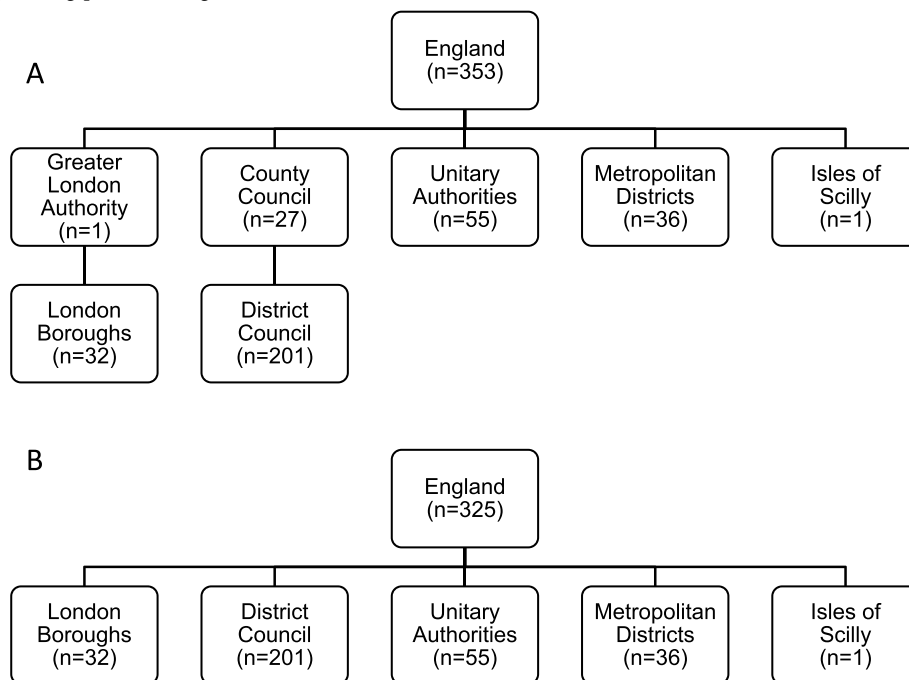 A
England
(n=353)
Greater
London
Authority
(n=1)
County
Council
(n=27)
Unitary
Authorities
(n=55)
Metropolitan
Districts
(n=36)
Isles of
Scilly
(n=1)
London
Boroughs
(n=32)
District
Council
(n=201)
B
England
(n=325)
London
Boroughs
(n=32)
District
Council
(n=201)
Unitary
Authorities
(n=55)
Metropolitan
Districts
(n=36)
Isles of
Scilly
(n=1)